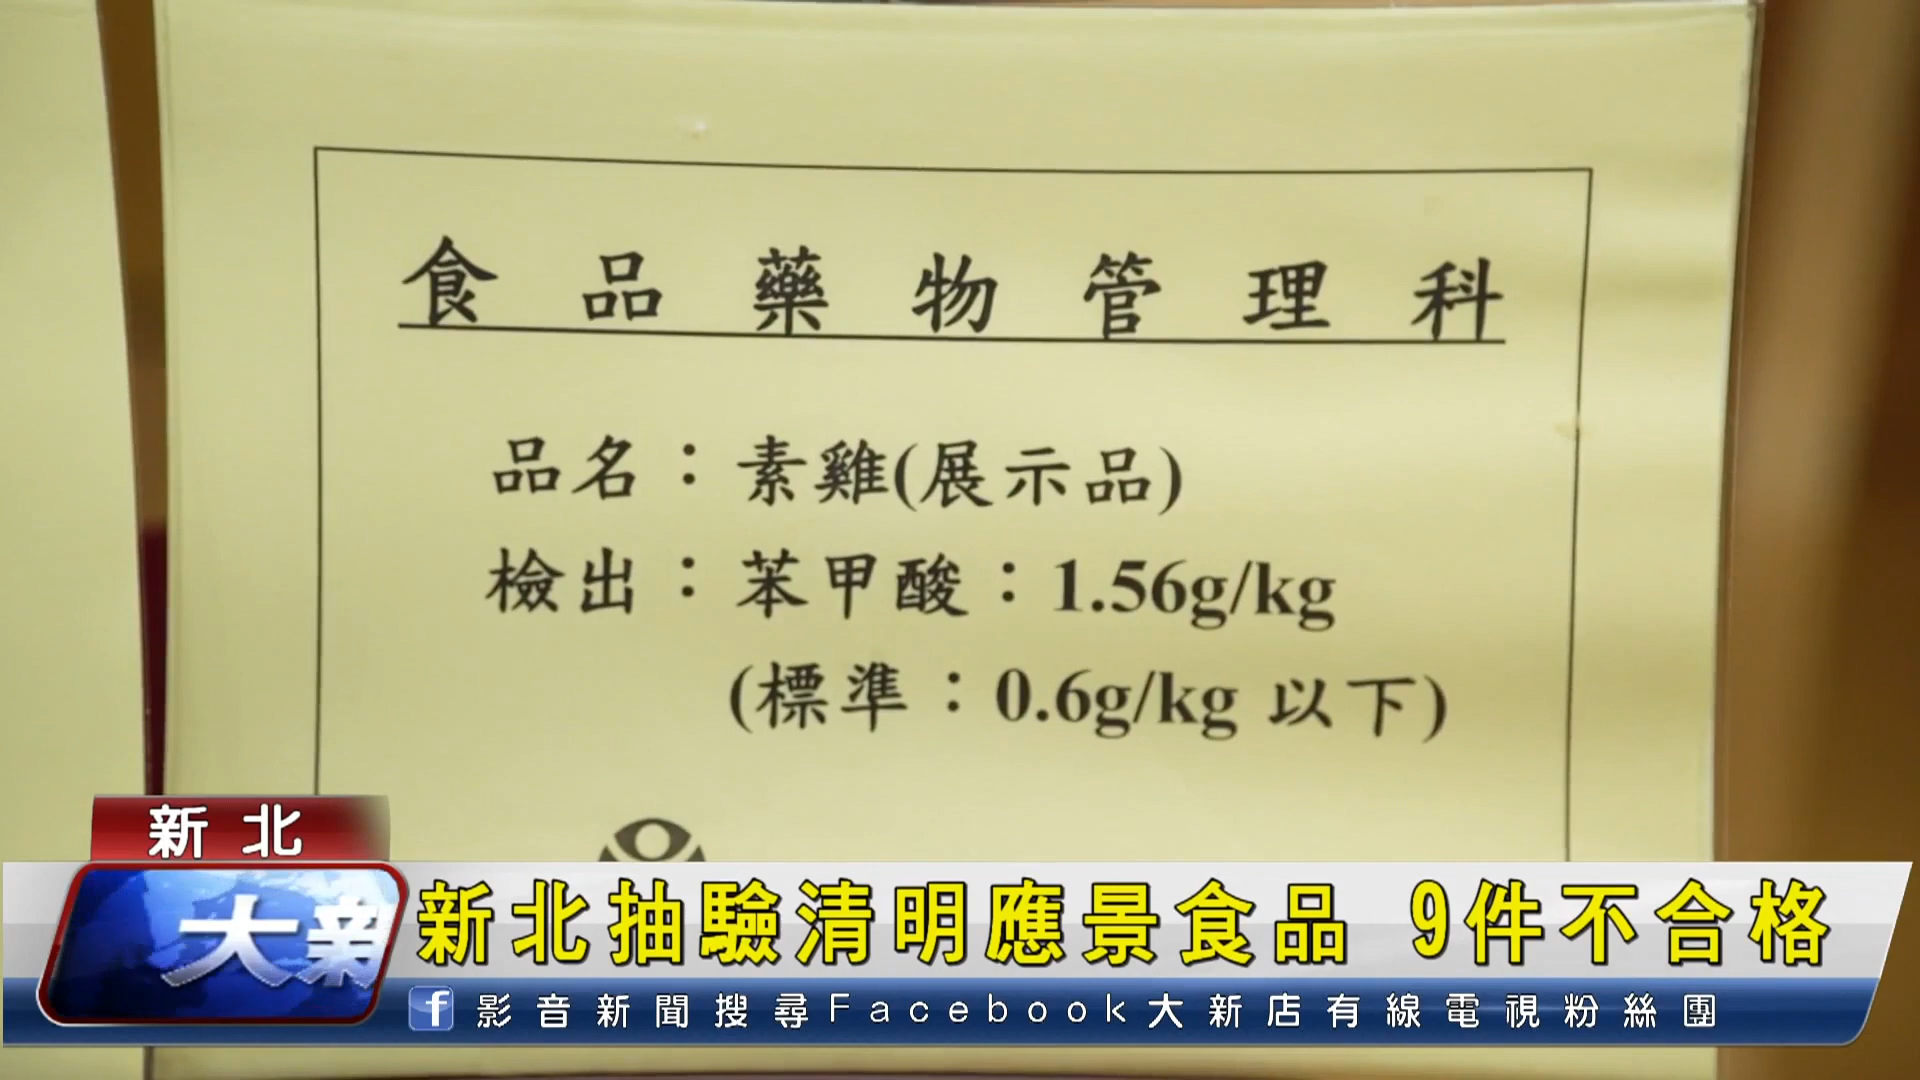 食品藥物管理科
品名：素雞(展示品)
檢出：苯甲酸：1.56g/kg
(標準：0.6g/kg 以下)
新北
大新
新北抽驗清明應景食品 9件不合格
f 影音新聞搜尋Facebook大新店有線電視粉絲團